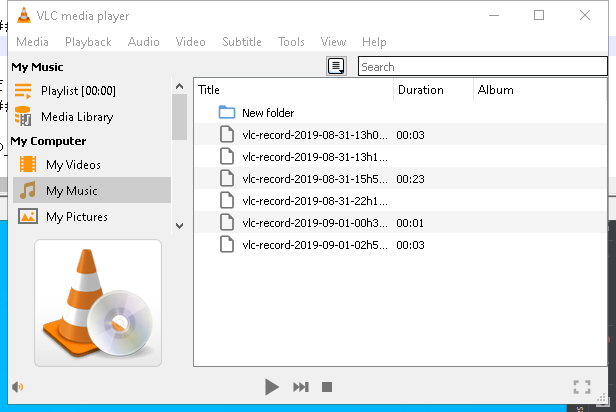 VLC media player
Media Playback Audio Video Subtitle Tools View Help
My Music
Search
Playlist [00:00]
Media Library
My Computer
My Videos
My Music
My Pictures
Title Duration Album
New folder
vlc-record-2019-08-31-13h0... 00:03
vlc-record-2019-08-31-13h1...
vlc-record-2019-08-31-15h5... 00:23
vlc-record-2019-08-31-22h1...
vlc-record-2019-09-01-00h3... 00:01
vlc-record-2019-09-01-02h5... 00:03